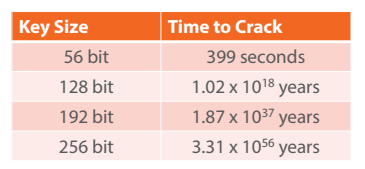 Key Size Time to Crack
56 bit 399 seconds
128 bit 1.02 x 10¹⁸ years
192 bit 1.87 x 10³⁷ years
256 bit 3.31 x 10⁵⁶ years